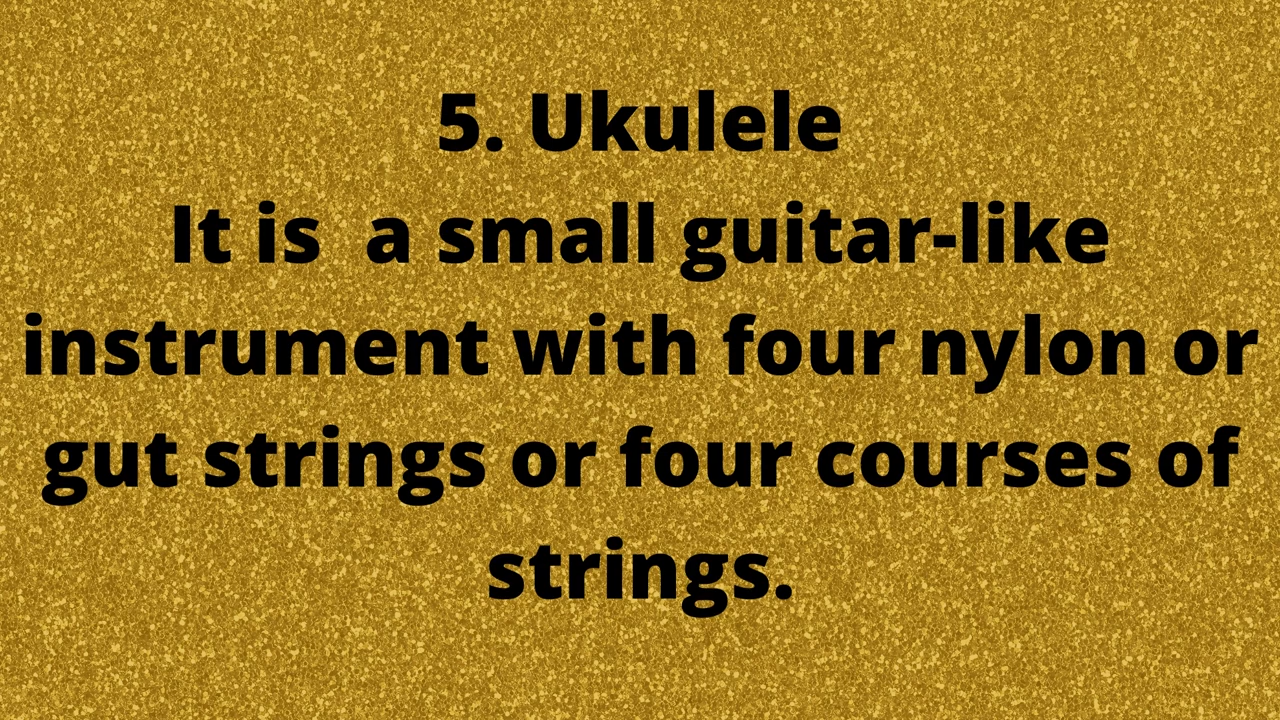 5. Ukulele
It is  a small guitar-like
instrument with four nylon or
gut strings or four courses of
strings.